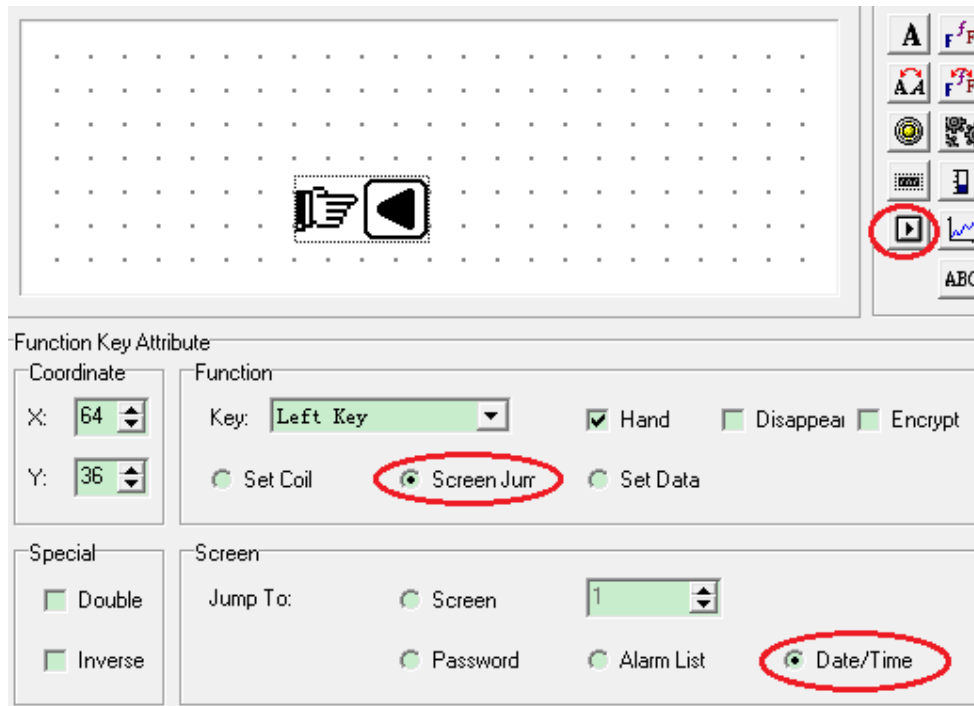 A
F f F
A A
F F
ABC
Function Key Attribute
Coordinate
Function
X: 64
Key: Left Key
Hand
Disappear
Encrypt
Y: 36
Set Coil
Screen Jum
Set Data
Special
Screen
Double
Jump To:
Screen
1
Inverse
Password
Alarm List
Date/Time